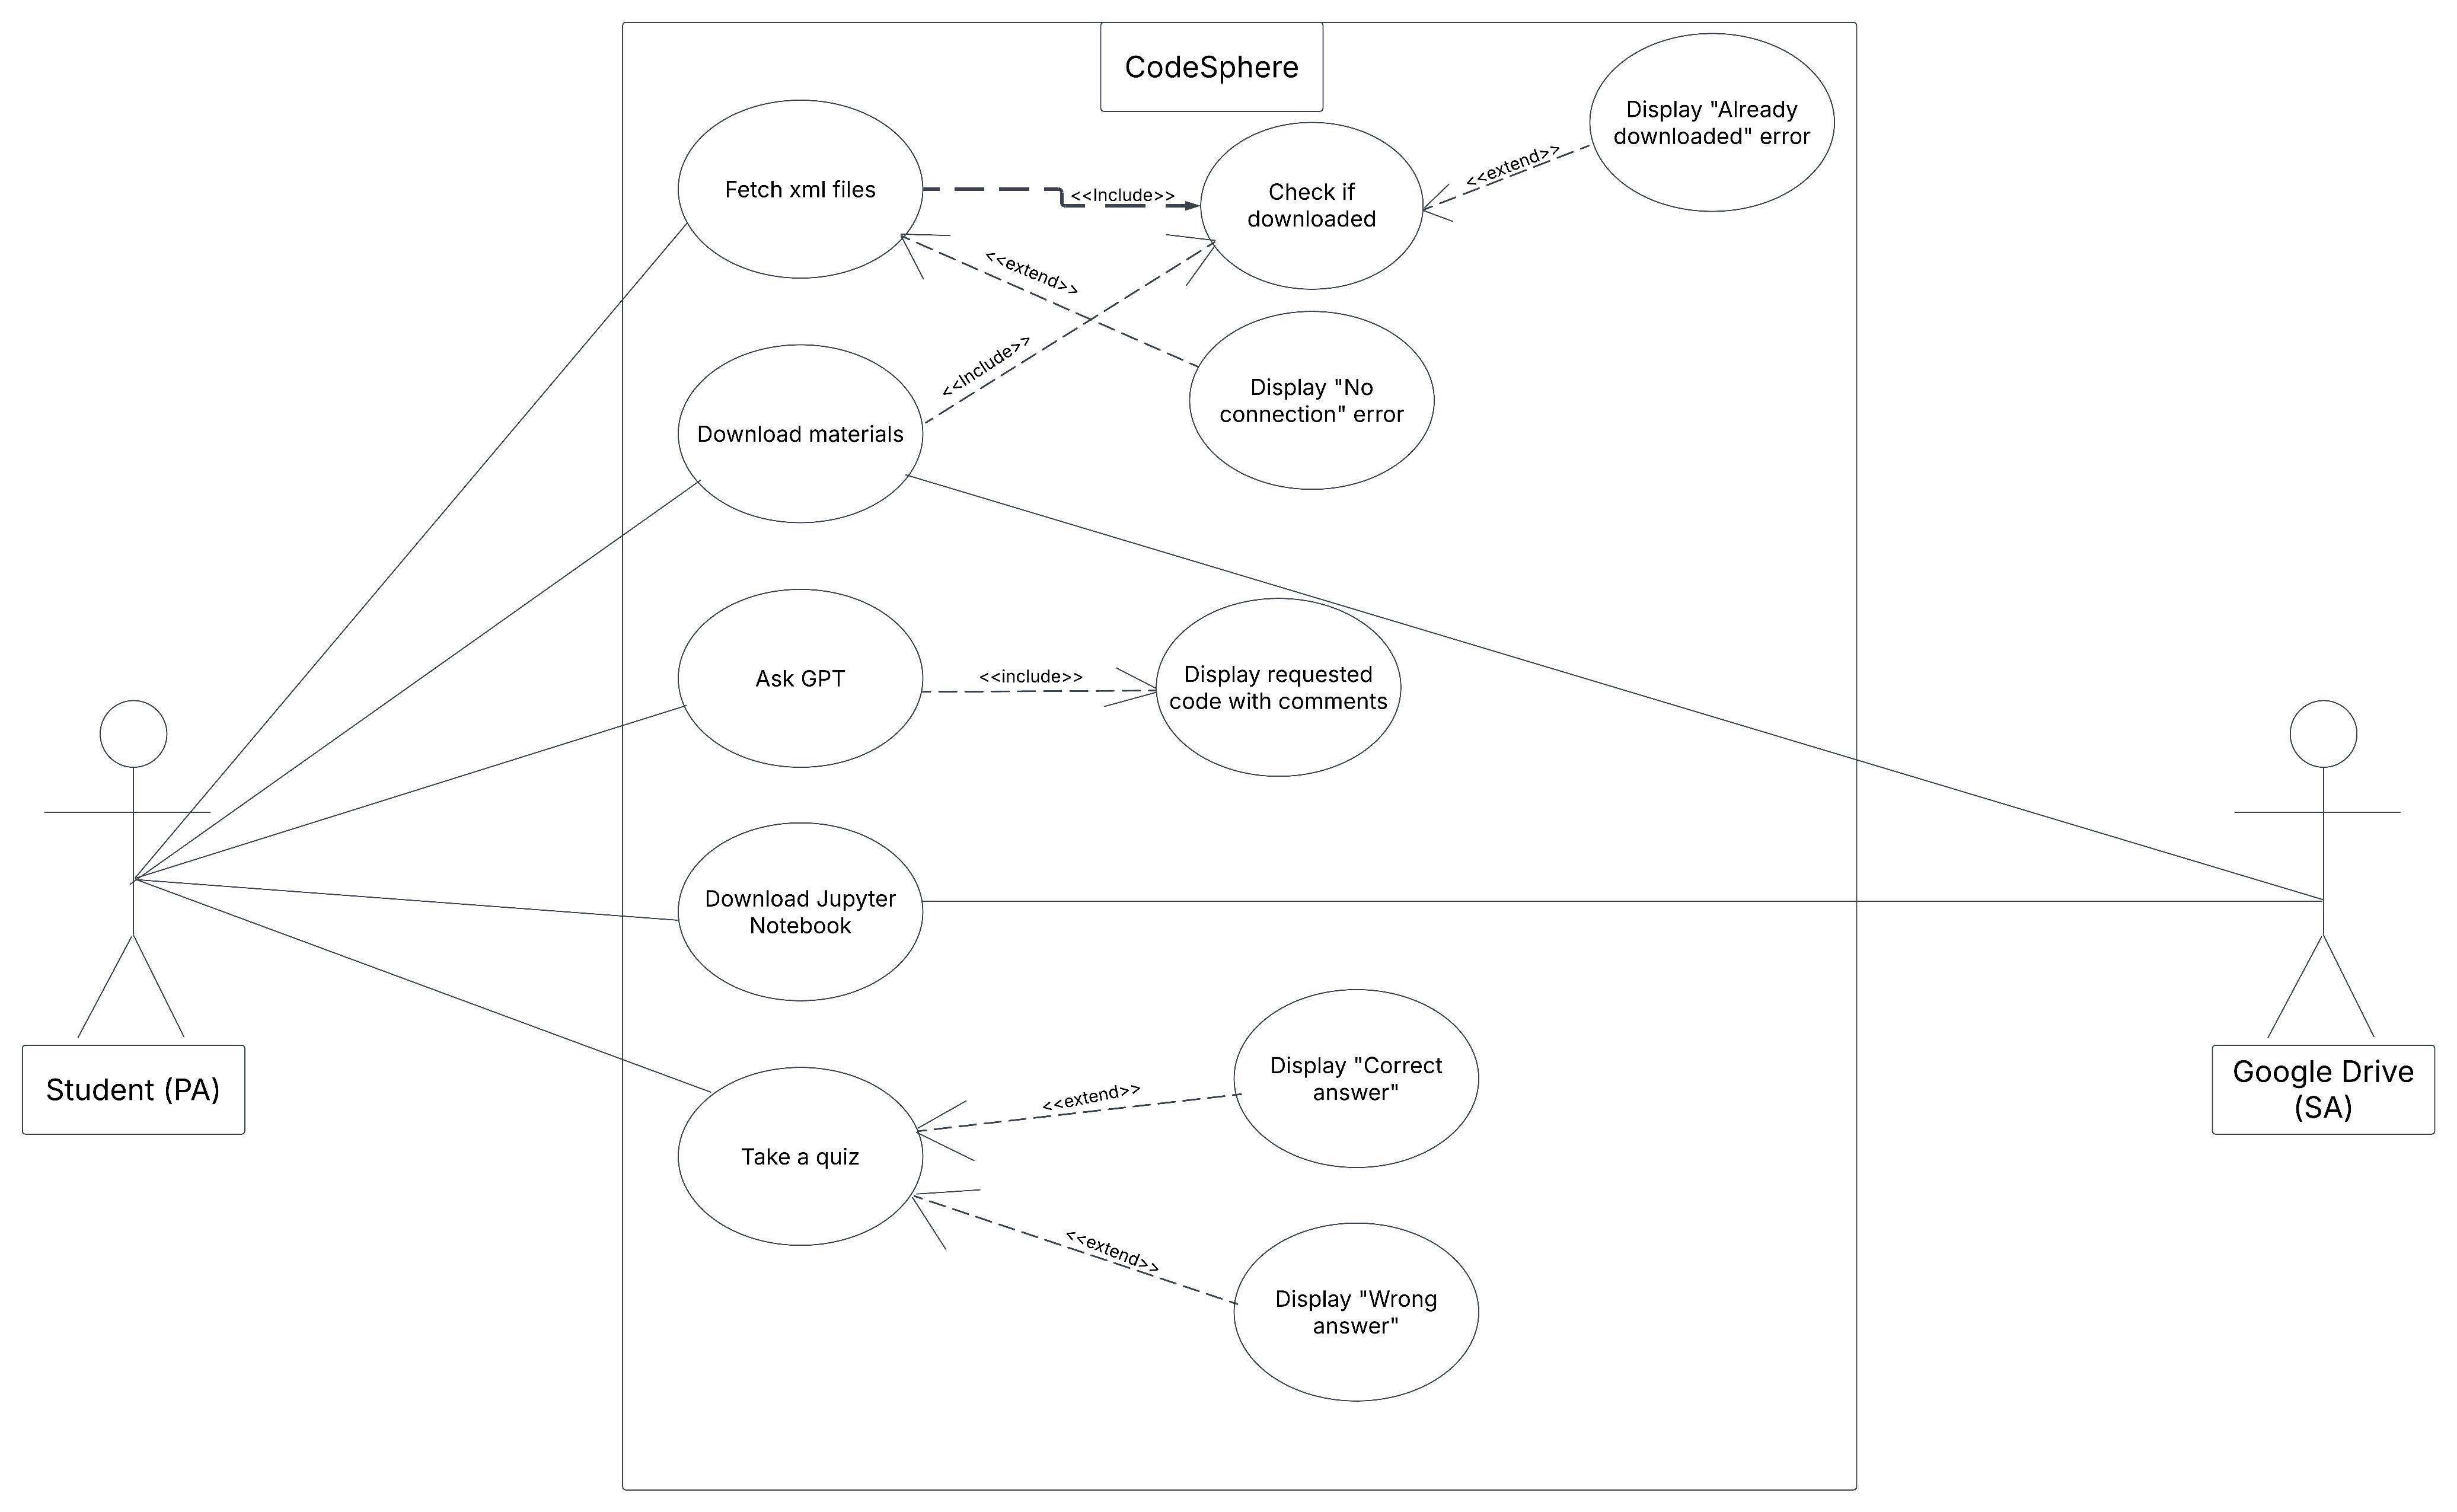 CodeSphere
Display "Already
downloaded" error
<<extend>>
Fetch xml files
<<Include>>
Check if
downloaded
<<extend>>
<<Include>>
Display "No
connection" error
Download materials
Ask GPT
<<include>>
Display requested
code with comments
Download Jupyter
Notebook
Student (PA)
Google Drive
(SA)
Take a quiz
<<extend>>
Display "Correct
answer"
<<extend>>
Display "Wrong
answer"